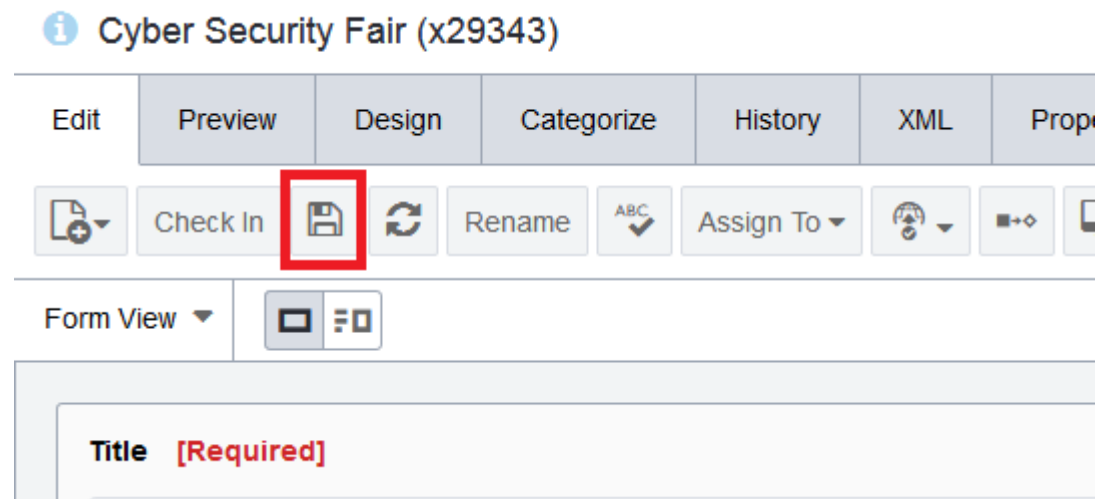 Cyber Security Fair (x29343)
Edit Preview Design Categorize History XML
Check In Rename ABC Assign To
Form View
Title [Required]